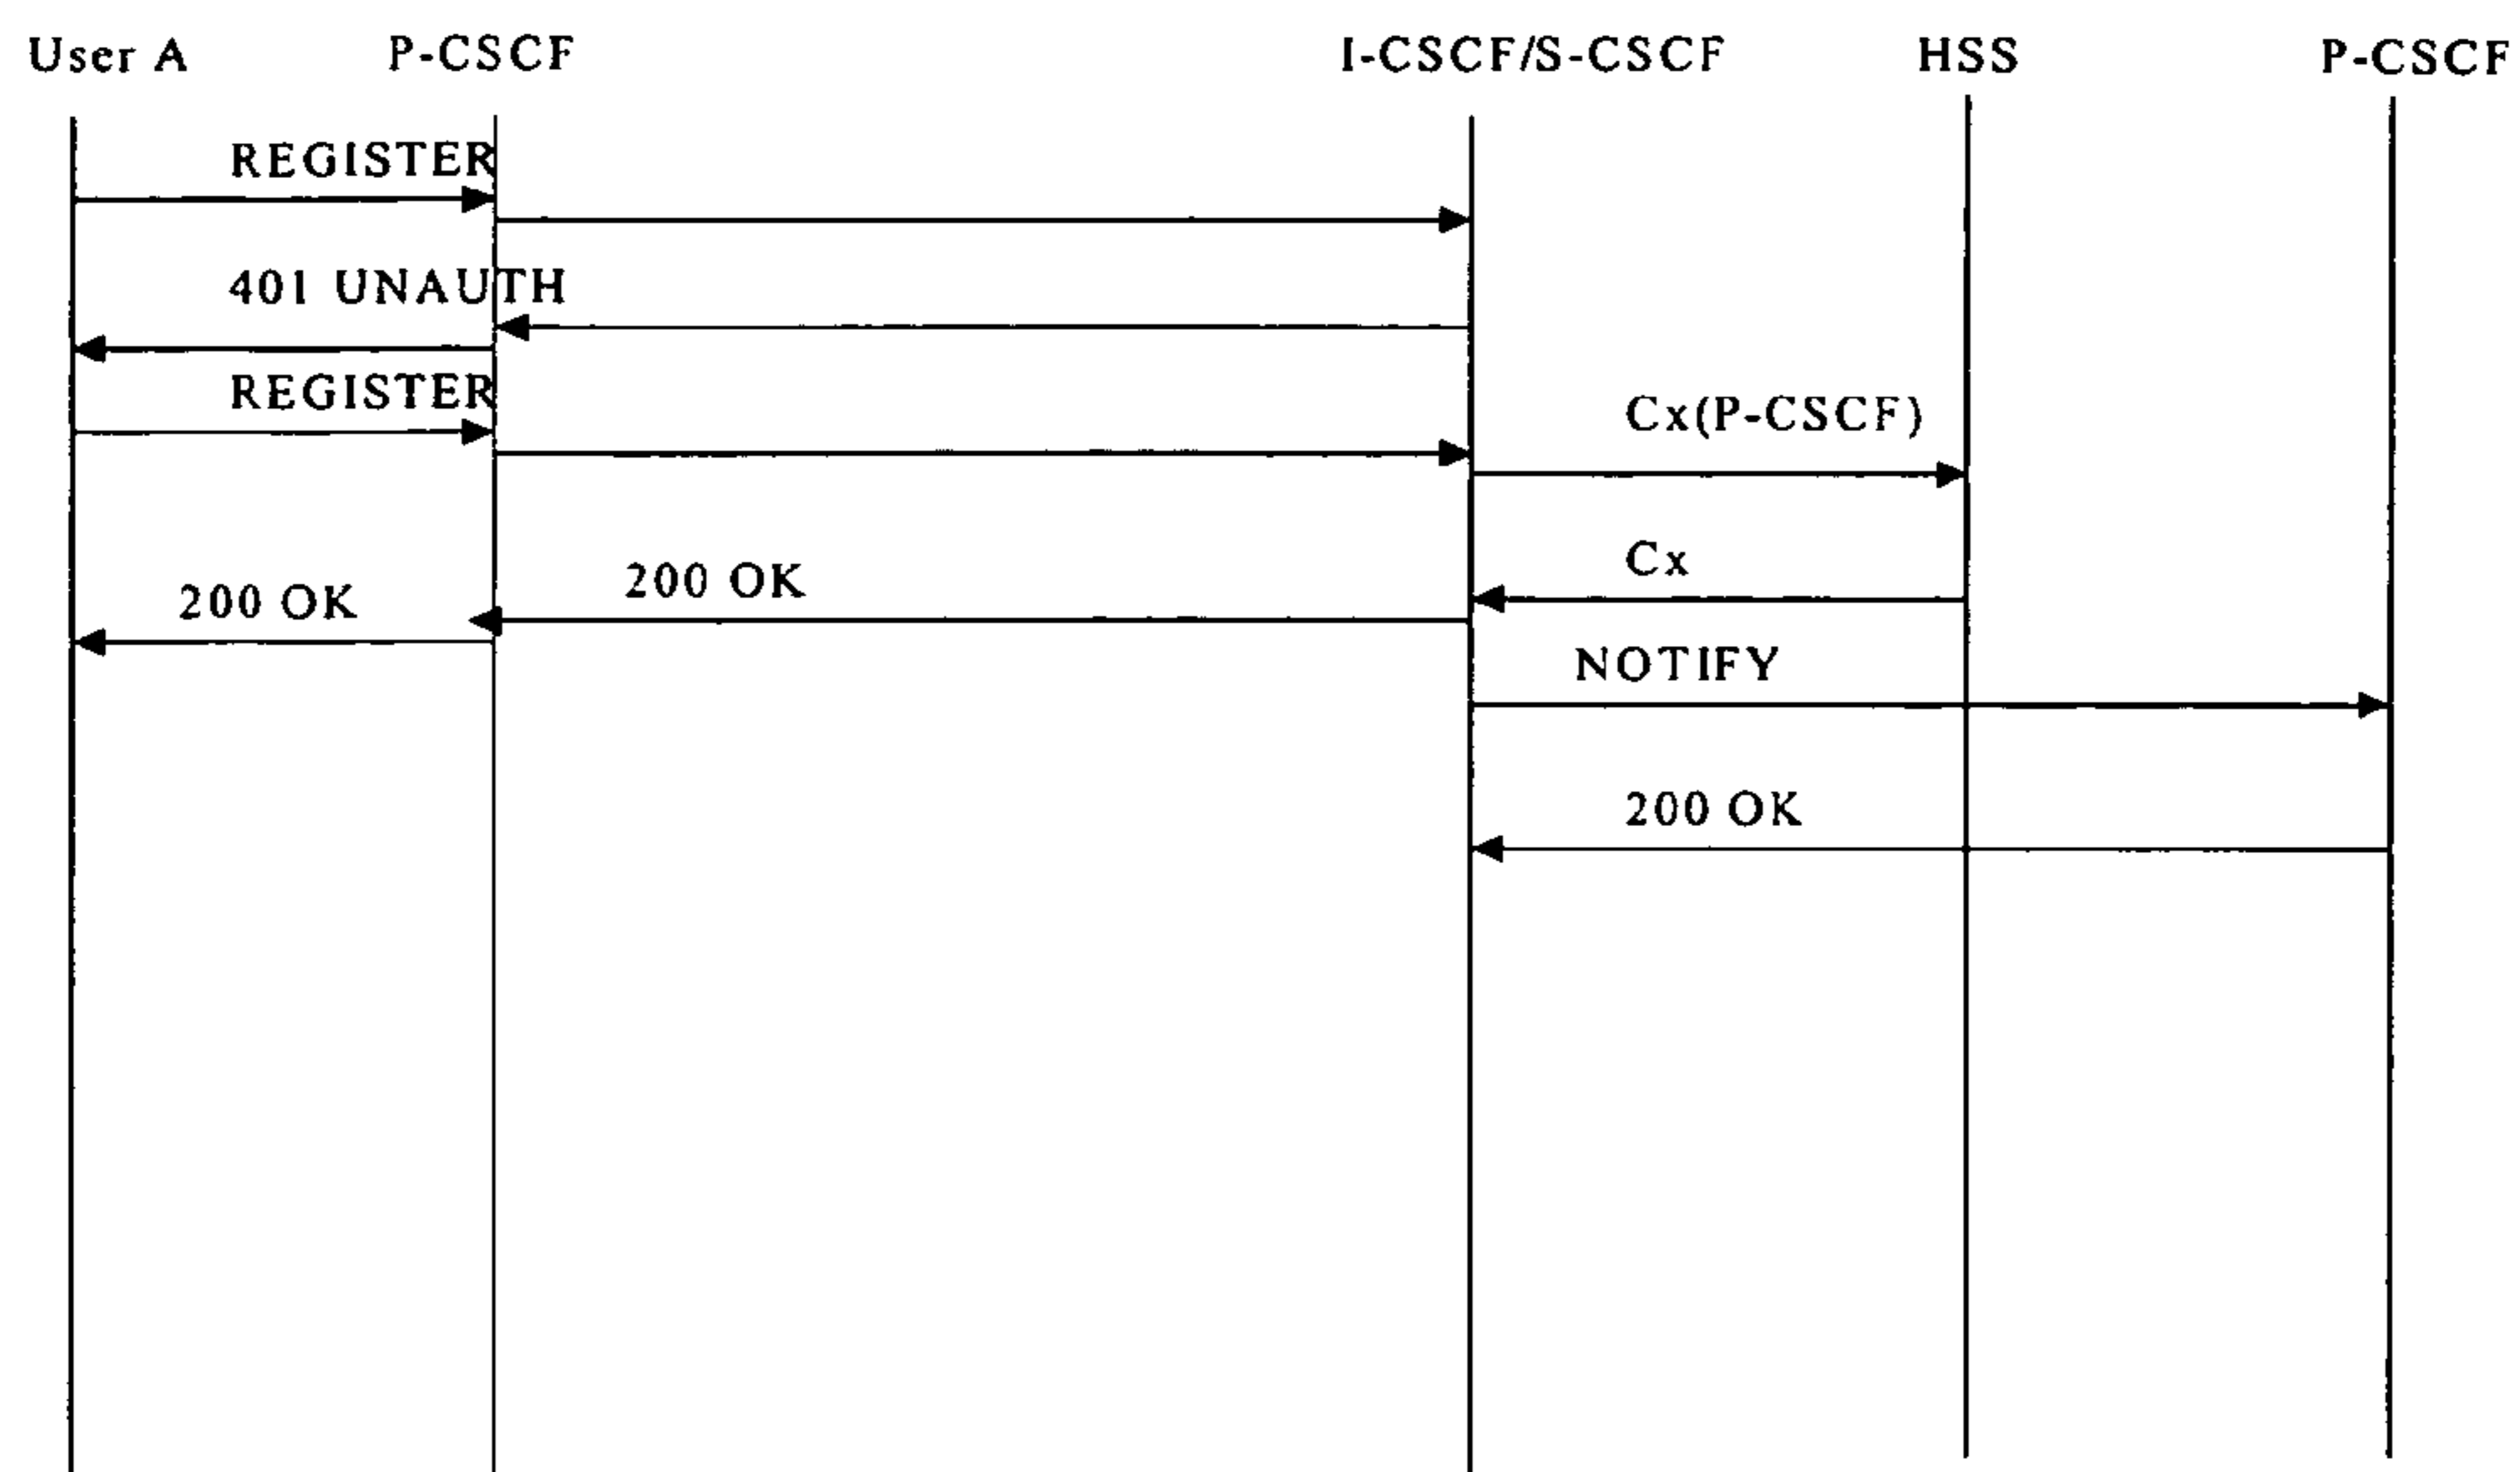 User A P-CSCF I-CSCF/S-CSCF HSS P-CSCF
REGISTER
401 UNAUTH
REGISTER
Cx(P-CSCF)
Cx
200 OK
200 OK
NOTIFY
200 OK